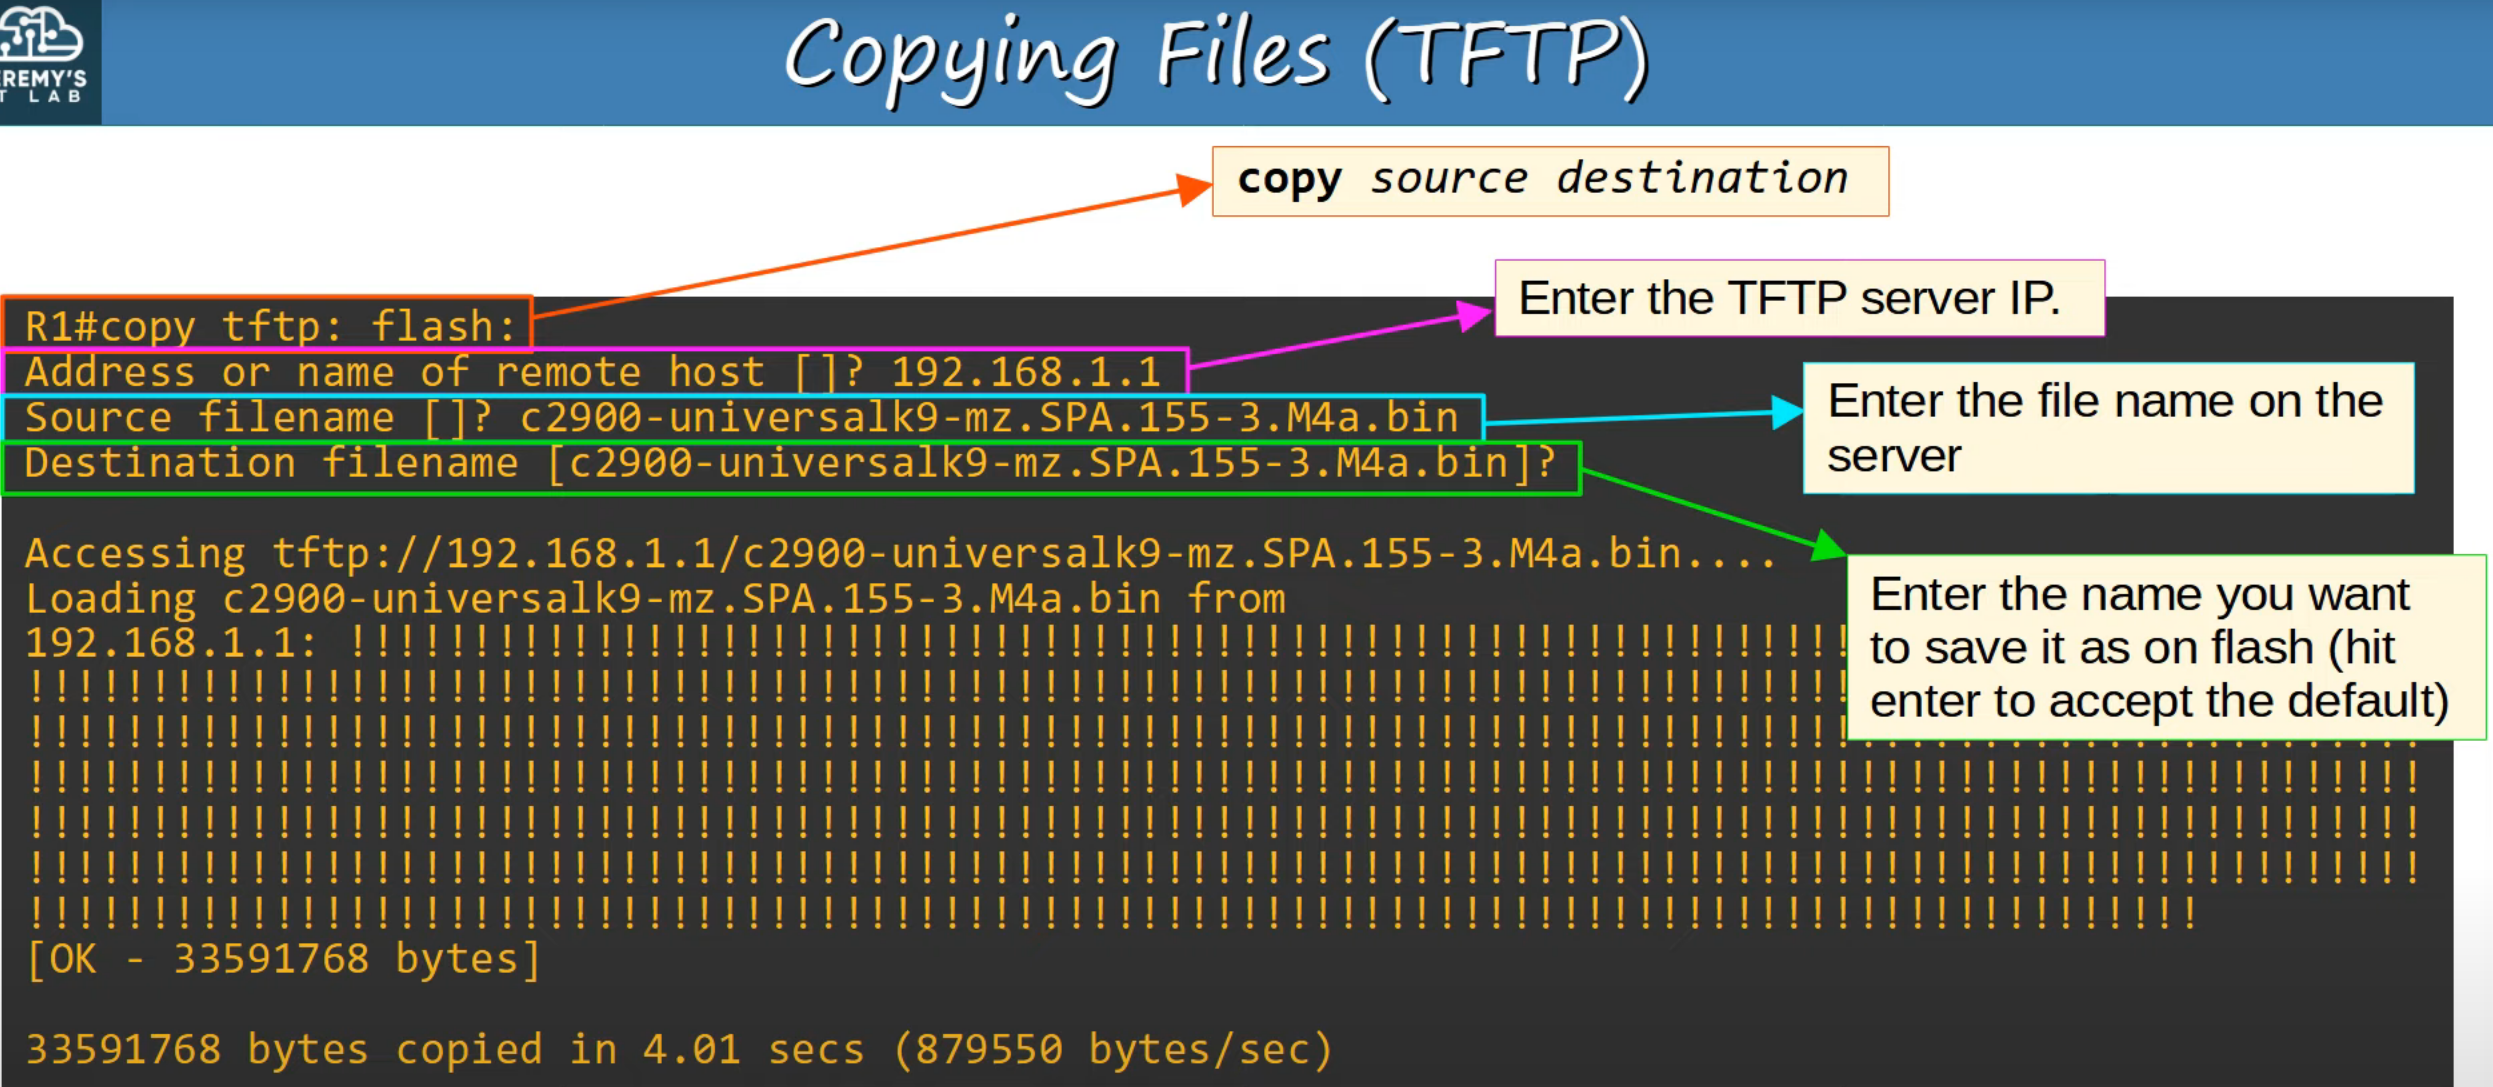 EREMY'S
T LAB
Copying Files (TFTP)
copy source destination
Enter the TFTP server IP.
R1#copy tftp: flash:
Address or name of remote host []? 192.168.1.1
Source filename []? c2900-universalk9-mz.SPA.155-3.M4a.bin
Enter the file name on the
server
Destination filename [c2900-universalk9-mz.SPA.155-3.M4a.bin]?
Accessing tftp://192.168.1.1/c2900-universalk9-mz.SPA.155-3.M4a.bin....
Loading c2900-universalk9-mz.SPA.155-3.M4a.bin from
Enter the name you want
to save it as on flash (hit
enter to accept the default)
192.168.1.1: !!!!!!!!!!!!!!!!!!!!!!!!!!!!!!!!!!!!!!!!!!!!!!!!!!!!!!!!!!!!!
!!!!!!!!!!!!!!!!!!!!!!!!!!!!!!!!!!!!!!!!!!!!!!!!!!!!!!!!!!!!!!!!!!!!!!!!!!
!!!!!!!!!!!!!!!!!!!!!!!!!!!!!!!!!!!!!!!!!!!!!!!!!!!!!!!!!!!!!!!!!!!!!!!!!!!!!!!!!!!!!!!!!!!!!!!!!
!!!!!!!!!!!!!!!!!!!!!!!!!!!!!!!!!!!!!!!!!!!!!!!!!!!!!!!!!!!!!!!!!!!!!!!!!!!!!!!!!!!!!!!!!!!!!!!!!
!!!!!!!!!!!!!!!!!!!!!!!!!!!!!!!!!!!!!!!!!!!!!!!!!!!!!!!!!!!!!!!!!!!!!!!!!!!!!!!!!!!!!!!!!!!!!!!!!
!!!!!!!!!!!!!!!!!!!!!!!!!!!!!!!!!!!!!!!!!!!!!!!!!!!!!!!!!!!!!!!!!!!!!!!!!!!!!!!!!!!!!!!!!!!!!!!!!
!!!!!!!!!!!!!!!!!!!!!!!!!!!!!!!!!!!!!!!!!!!!!!!!!!!!!!!!!!!!!!!!!!!!!!!!!!!!!!!!!!!!!!!!
[OK - 33591768 bytes]
33591768 bytes copied in 4.01 secs (879550 bytes/sec)